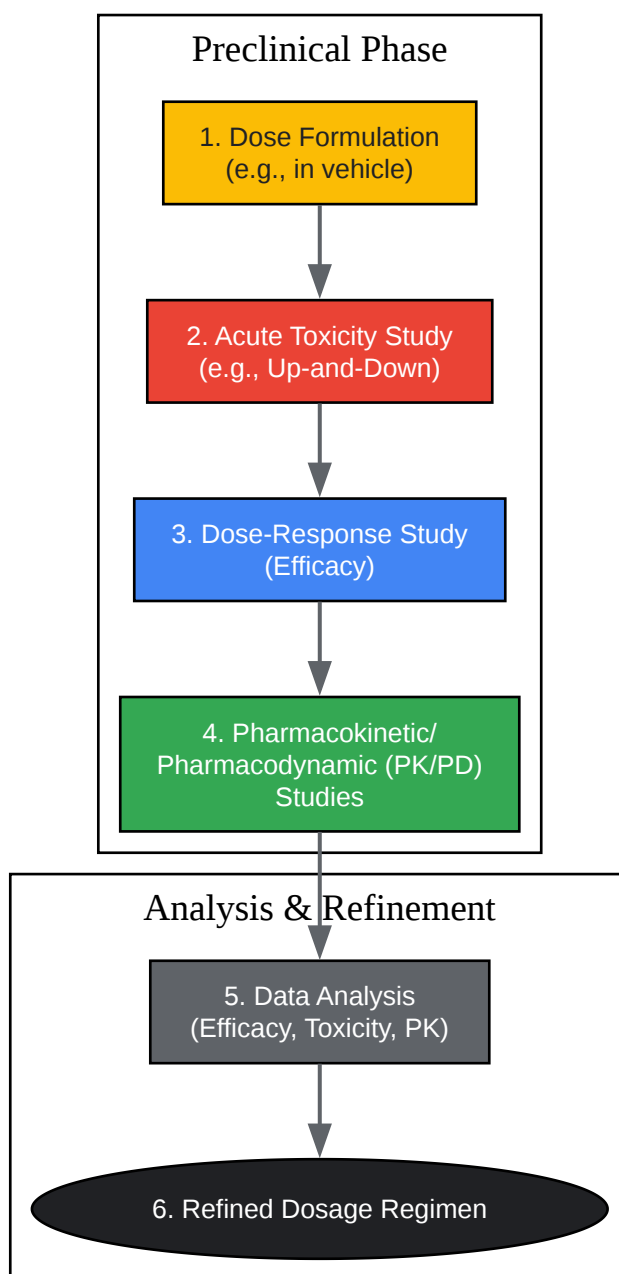 Preclinical Phase
1. Dose Formulation
(e.g., in vehicle)
2. Acute Toxicity Study
(e.g., Up-and-Down)
3. Dose-Response Study
(Efficacy)
4. Pharmacokinetic/
Pharmacodynamic (PK/PD)
Studies
Analysis & Refinement
5. Data Analysis
(Efficacy, Toxicity, PK)
6. Refined Dosage Regimen